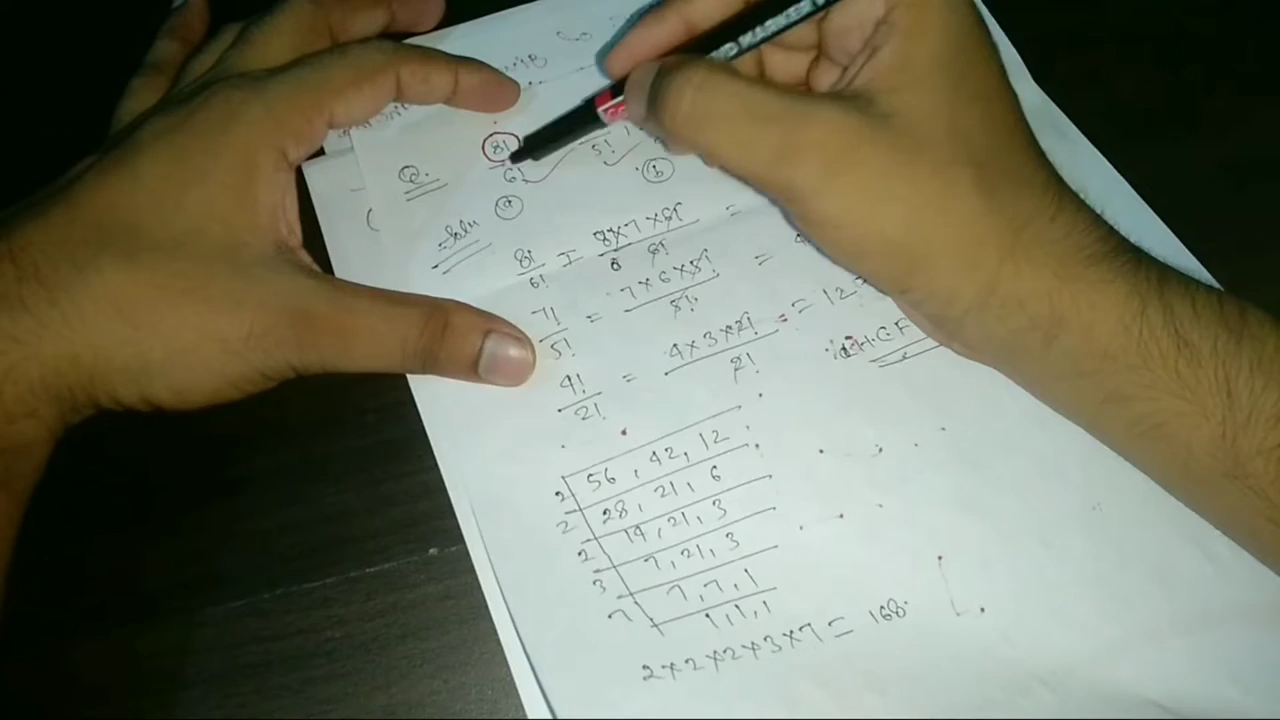 Q. 8! / 6! 5!
a b
Soln
8! / 6! = 8×7×6! / 6! =
7! / 5! = 7×6×5! / 5! = 4
4! / 2! = 4×3×2! / 2! = = 12
H.C.F
2 56, 42, 12
2 28, 21, 6
2 14, 21, 3
3 7, 21, 3
7 7, 7, 1
1, 1, 1
2×2×2×3×7 = 168.